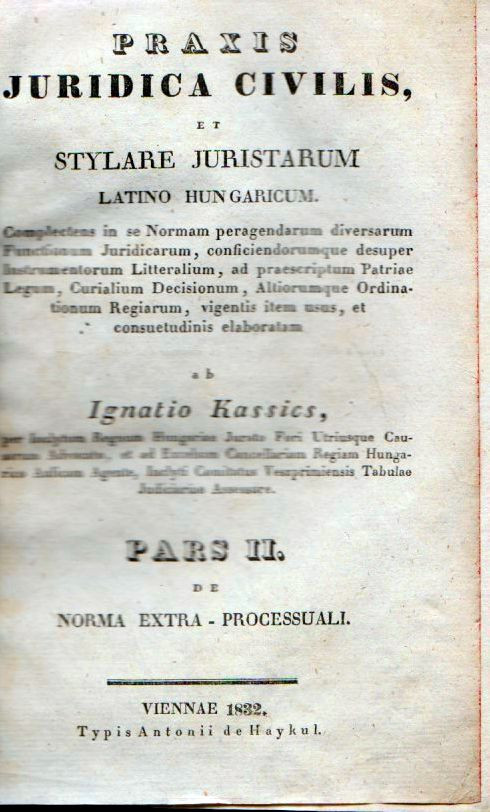 PRAXIS
JURIDICA CIVILIS,
ET
STYLARE JURISTARUM
LATINO HUNGARICUM.
Complectens in se Normam peragendarum diversarum
Functionum Juridicarum, conficiendorumque desuper
Instrumentorum Litteralium, ad praescriptum Patriae
Legum, Curialium Decisionum, Altiorumque Ordina-
tionum Regiarum, vigentis item usus, et
consuetudinis elaboratam
ab
Ignatio Kassics,
per Inclytum Regnum Hungariae Jurato Fori Utriusque Cau-
sarum Advocato, et ad Excelsam Cancellariam Regiam Hunga-
ricam Aulicam Agente, Inclyti Comitatus Veszprimiensis Tabulae
Judiciariae Assessore.
PARS II.
DE
NORMA EXTRA-PROCESSUALI.
VIENNAE 1832.
Typis Antonii de Haykul.